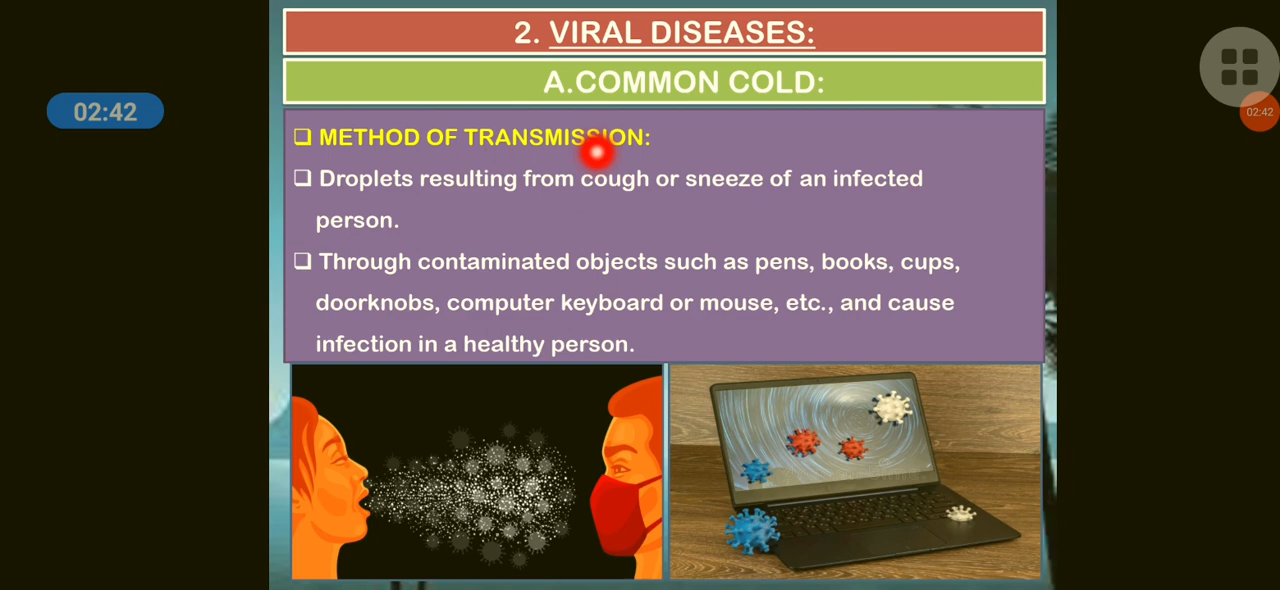 2. VIRAL DISEASES:
A.COMMON COLD:
02:42
02:42
❑ METHOD OF TRANSMISSION:
❑ Droplets resulting from cough or sneeze of an infected
person.
❑ Through contaminated objects such as pens, books, cups,
doorknobs, computer keyboard or mouse, etc., and cause
infection in a healthy person.